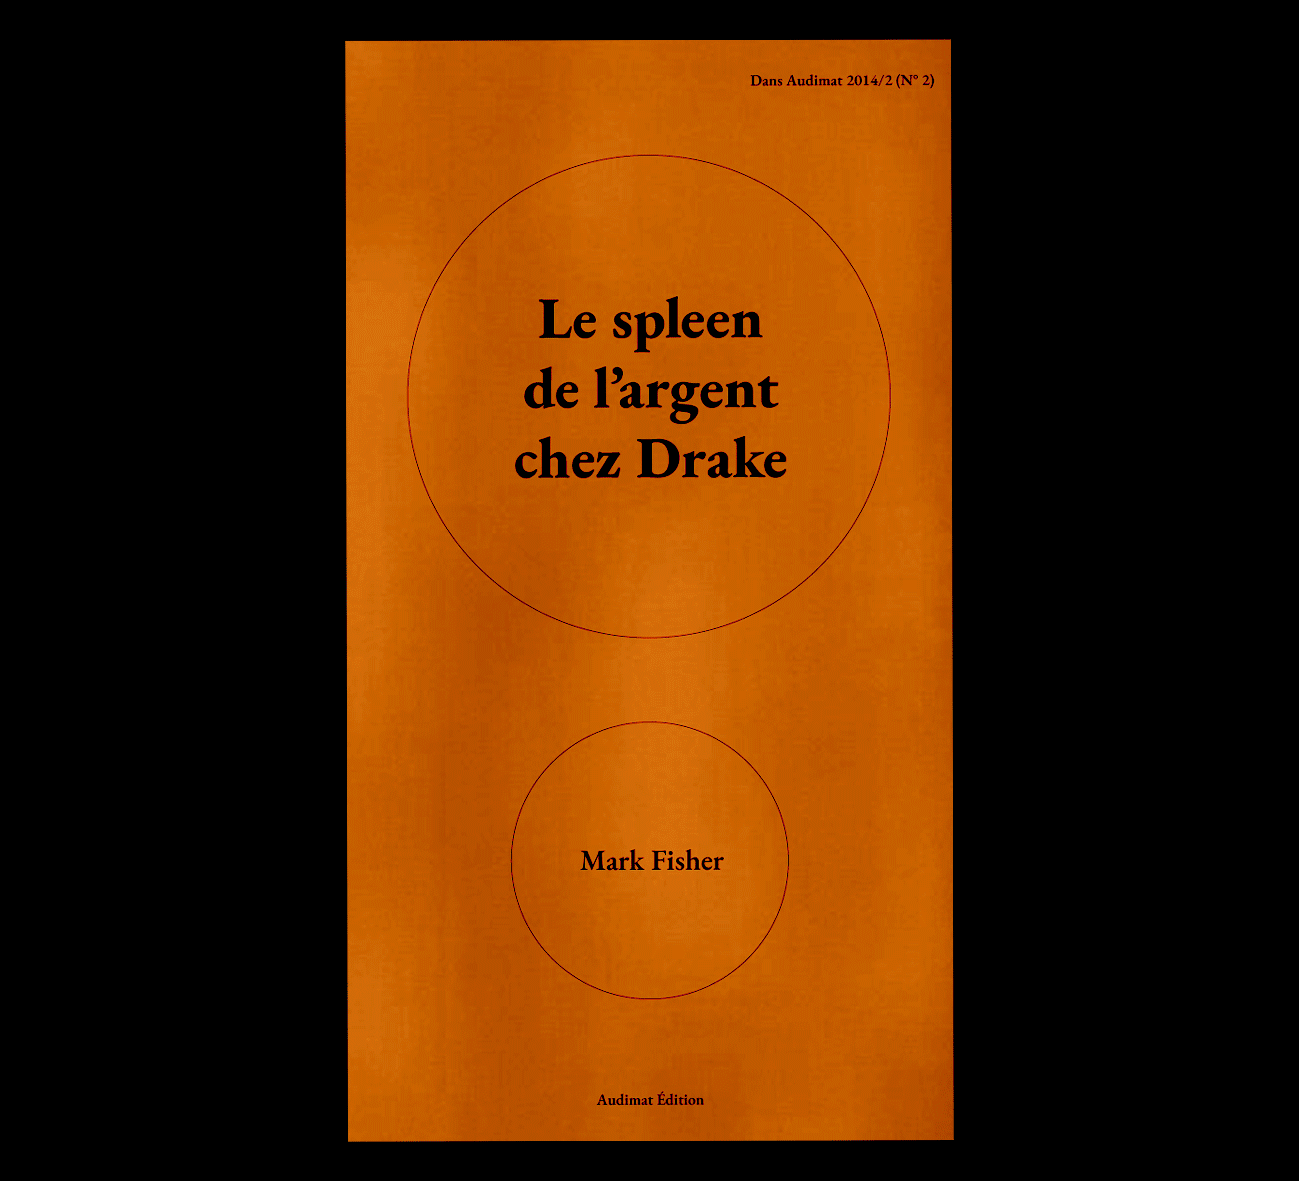 Dans Audimat 2014/2 (N° 2)
Le spleen
de l’argent
chez Drake
Mark Fisher
Audimat Édition